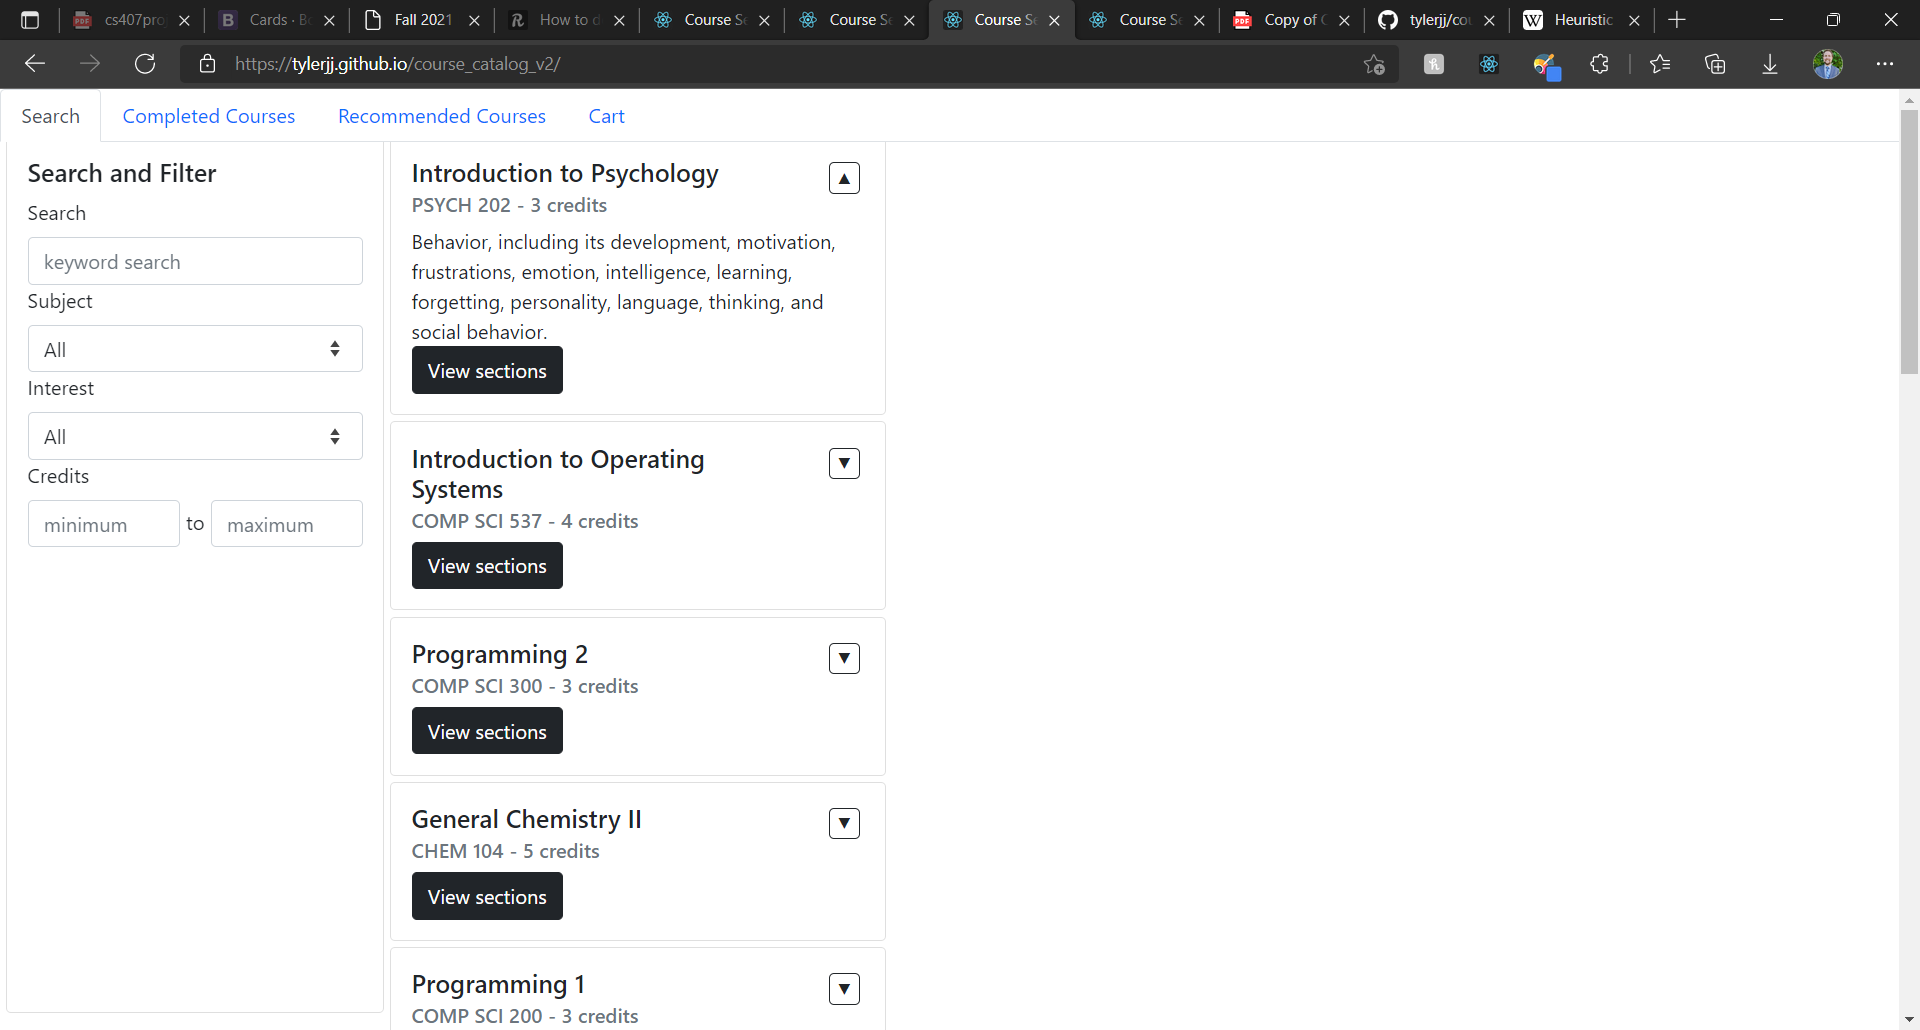 cs407pro
Cards · B
Fall 2021
How to d
Course Se
Course Se
Course Se
Course Se
Copy of
tylerjj/cou
Heuristic
https://tylerjj.github.io/course_catalog_v2/
Search
Completed Courses
Recommended Courses
Cart
Search and Filter
Search
keyword search
Subject
All
Interest
All
Credits
minimum to maximum
Introduction to Psychology
▲
PSYCH 202 - 3 credits
Behavior, including its development, motivation,
frustrations, emotion, intelligence, learning,
forgetting, personality, language, thinking, and
social behavior.
View sections
Introduction to Operating
Systems
▼
COMP SCI 537 - 4 credits
View sections
Programming 2
▼
COMP SCI 300 - 3 credits
View sections
General Chemistry II
▼
CHEM 104 - 5 credits
View sections
Programming 1
▼
COMP SCI 200 - 3 credits